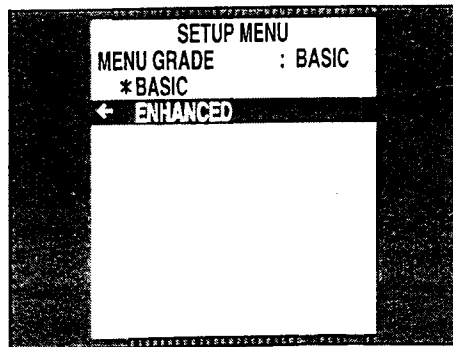 SETUP MENU
MENU GRADE : BASIC
*BASIC
← ENHANCED